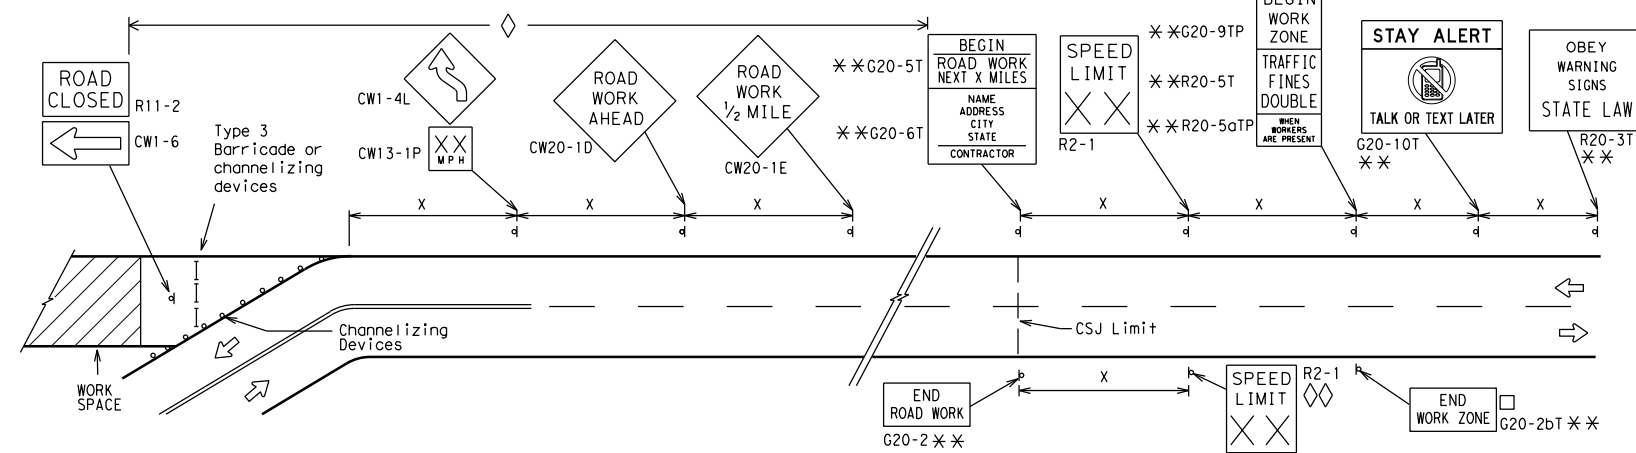 ROAD
CLOSED
R11-2
CW1-6
Type 3
Barricade or
channelizing
devices
CW1-4L
XX
MPH
CW13-1P
ROAD
WORK
AHEAD
CW20-1D
ROAD
WORK
1/2 MILE
CW20-1E
**G20-5T
BEGIN
ROAD WORK
NEXT X MILES
**G20-6T
NAME
ADDRESS
CITY
STATE
CONTRACTOR
SPEED
LIMIT
XX
R2-1
**G20-9TP
BEGIN
WORK
ZONE
**R20-5T
TRAFFIC
FINES
DOUBLE
**R20-5aTP
WHEN
WORKERS
ARE PRESENT
STAY ALERT
TALK OR TEXT LATER
G20-10T
**
OBEY
WARNING
SIGNS
STATE LAW
R20-3T
**
X
X
X
X
X
X
X
Channelizing
Devices
WORK
SPACE
CSJ Limit
END
ROAD WORK
G20-2 **
X
SPEED
LIMIT
XX
R2-1
END
WORK ZONE
G20-2bT **